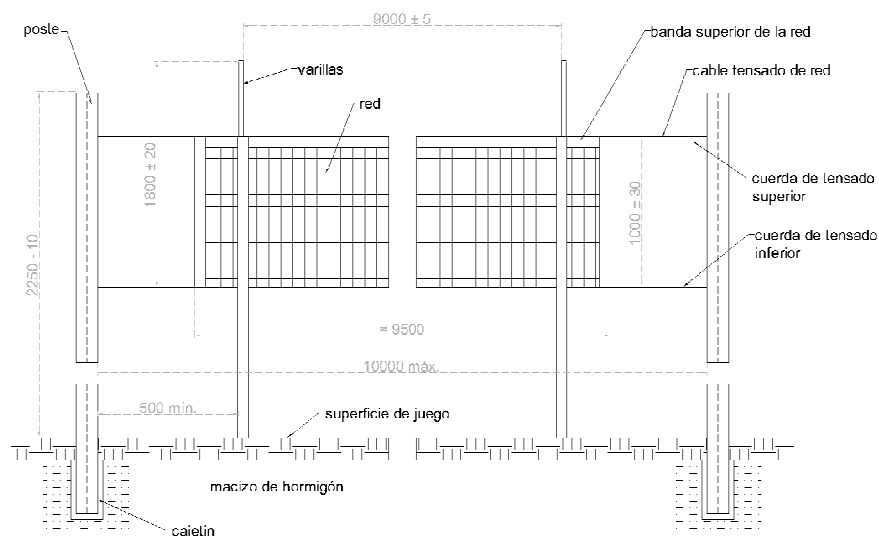 9000 ± 5
poste
banda superior de la red
varillas
cable tensado de red
red
1800 ± 20
1000 ± 30
cuerda de tensado
superior
cuerda de tensado
inferior
2250 - 10
= 9500
10000 máx.
500 min.
superficie de juego
macizo de hormigón
cajetin